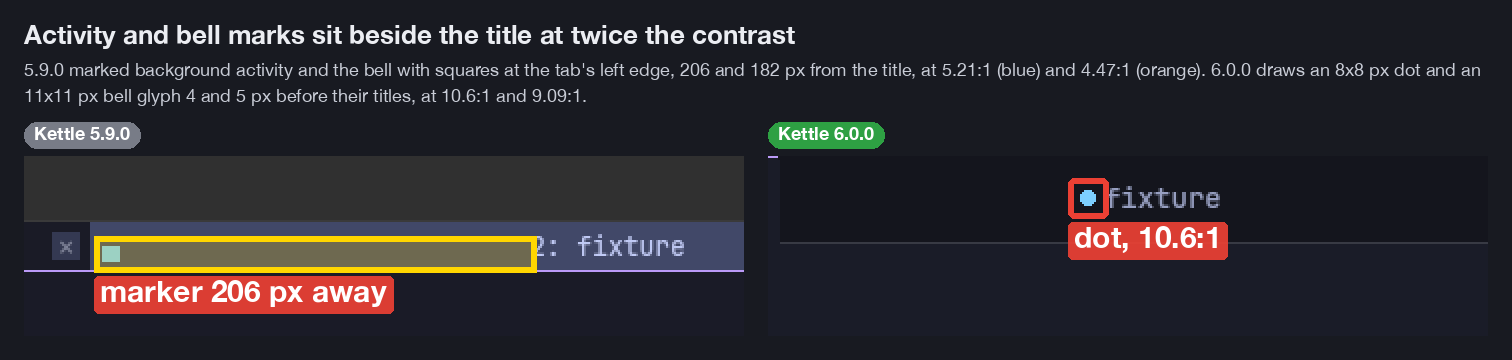 Activity and bell marks sit beside the title at twice the contrast
5.9.0 marked background activity and the bell with squares at the tab's left edge, 206 and 182 px from the title, at 5.21:1 (blue) and 4.47:1 (orange). 6.0.0 draws an 8x8 px dot and an
11x11 px bell glyph 4 and 5 px before their titles, at 10.6:1 and 9.09:1.
Kettle 5.9.0
Kettle 6.0.0
fixture
dot, 10.6:1
× 2: fixture
marker 206 px away